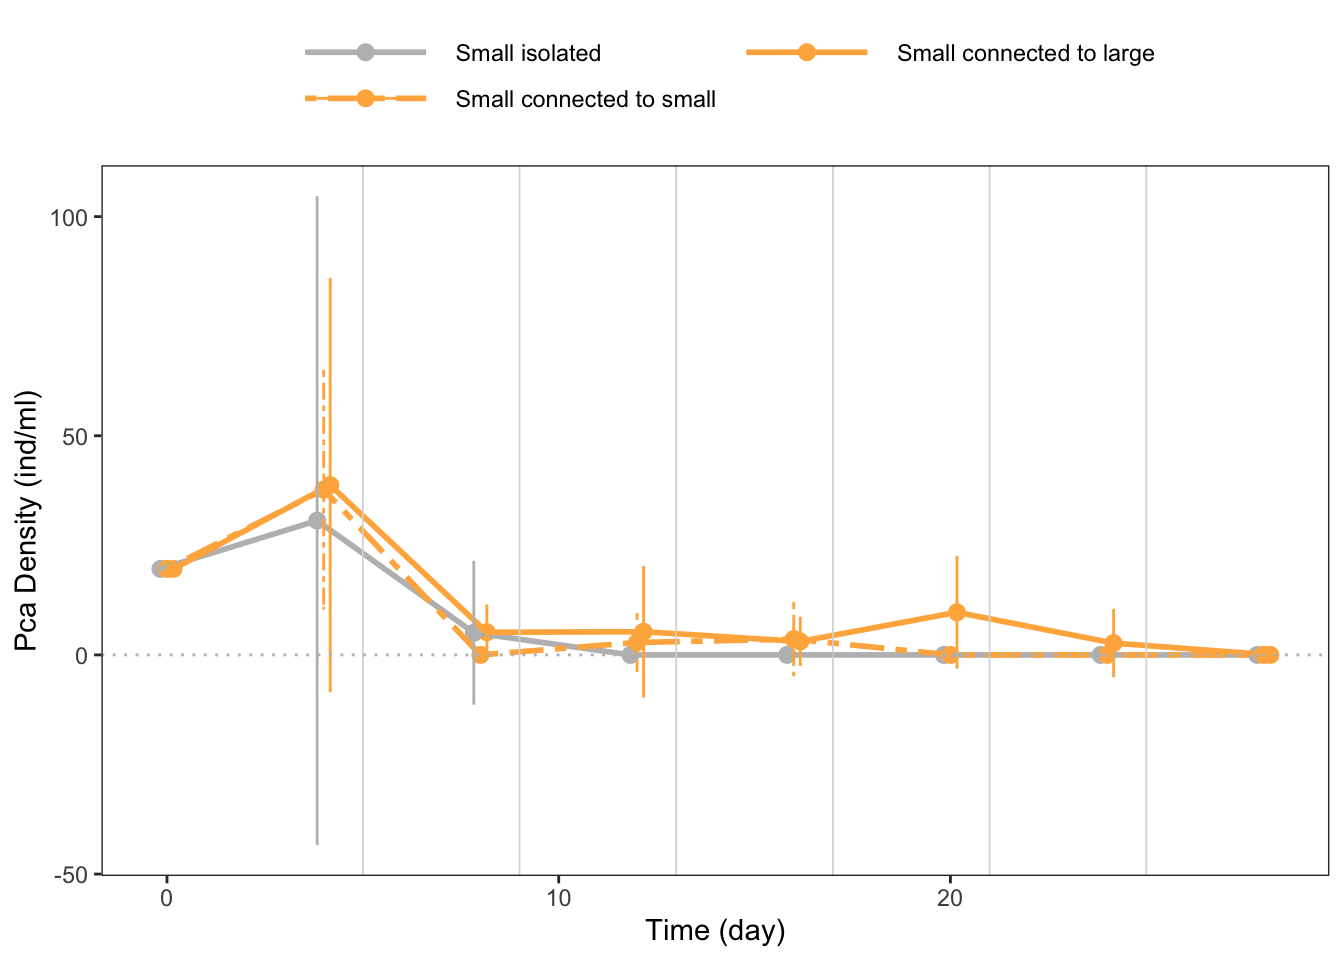 Small isolated
Small connected to large
Small connected to small
Pca Density (ind/ml)
100
50
0
-50
0
10
20
Time (day)